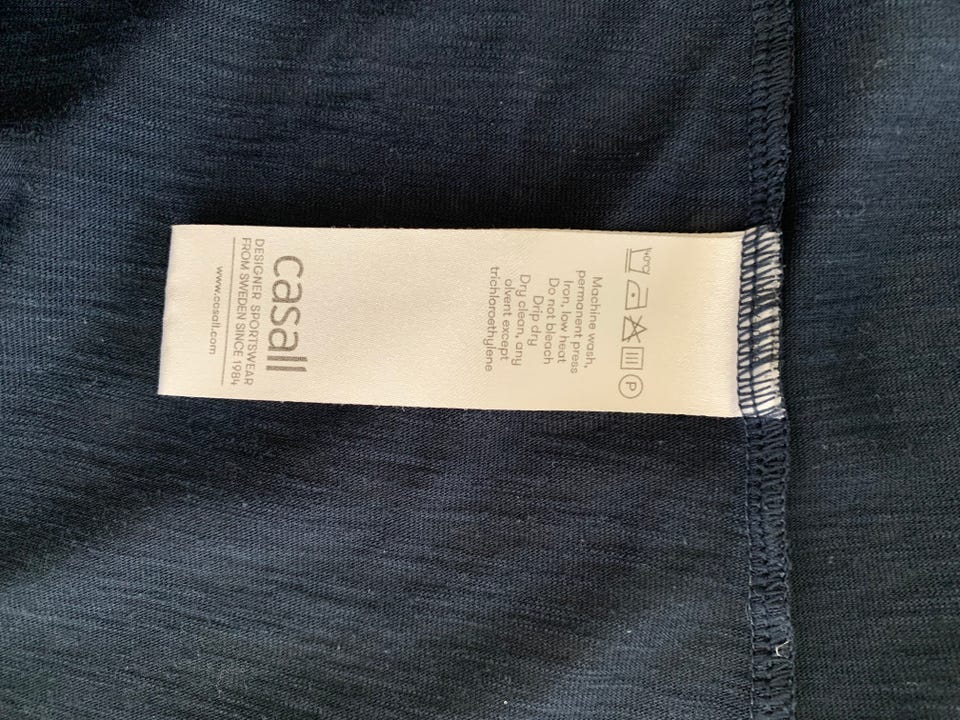 40°C P
Machine wash,
permanent press
Iron, low heat
Do not bleach
Drip dry
Dry clean, any
olvent except
trichloroethylene
casall
DESIGNER SPORTSWEAR
FROM SWEDEN SINCE 1984
www.casall.com